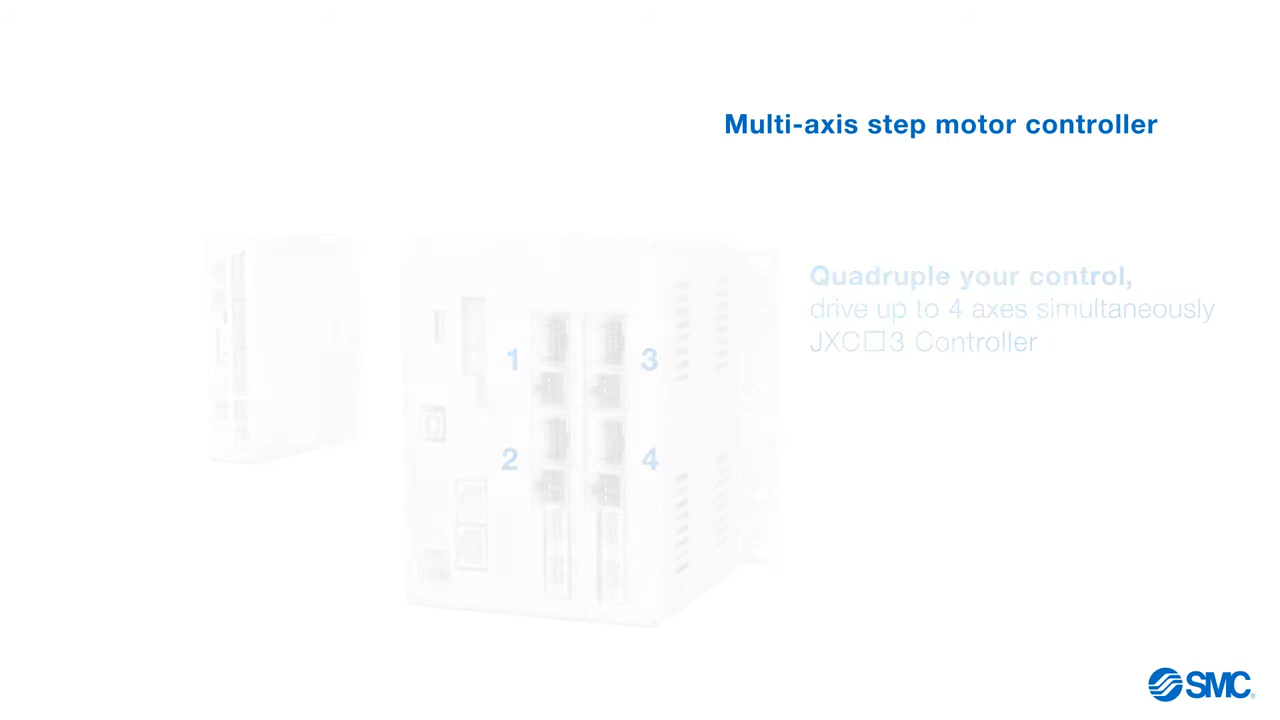 Multi-axis step motor controller
Quadruple your control,
drive up to 4 axes simultaneously
JXC□3 Controller
1
3
2
4
SMC